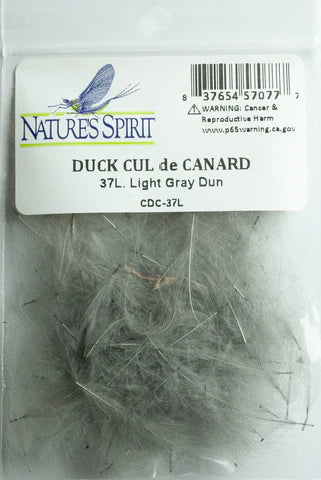 NATURE'S SPIRIT
8 37654 57077 7
WARNING: Cancer &
Reproductive Harm
www.p65warning.ca.gov
DUCK CUL de CANARD
37L. Light Gray Dun
CDC-37L